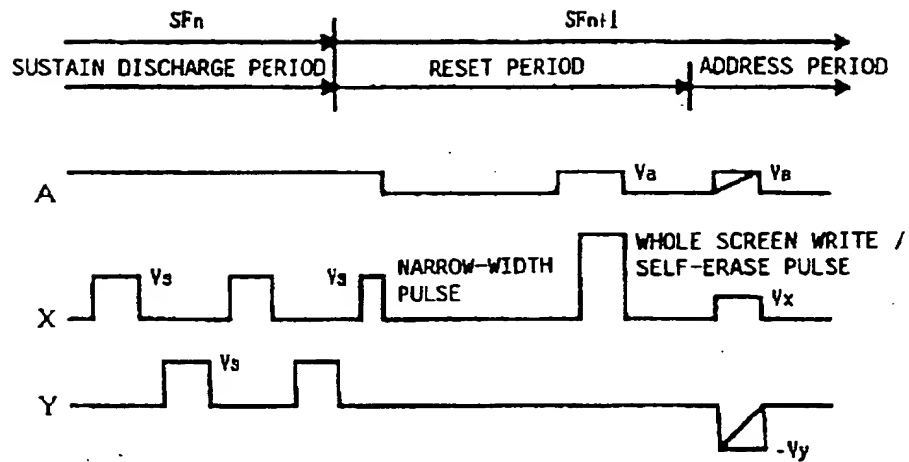 SFn
SFn+1
SUSTAIN DISCHARGE PERIOD
RESET PERIOD
ADDRESS PERIOD
A
Va
Va
X
Vs
Vs
NARROW-WIDTH
PULSE
WHOLE SCREEN WRITE /
SELF-ERASE PULSE
Vx
Y
Vs
-Vy